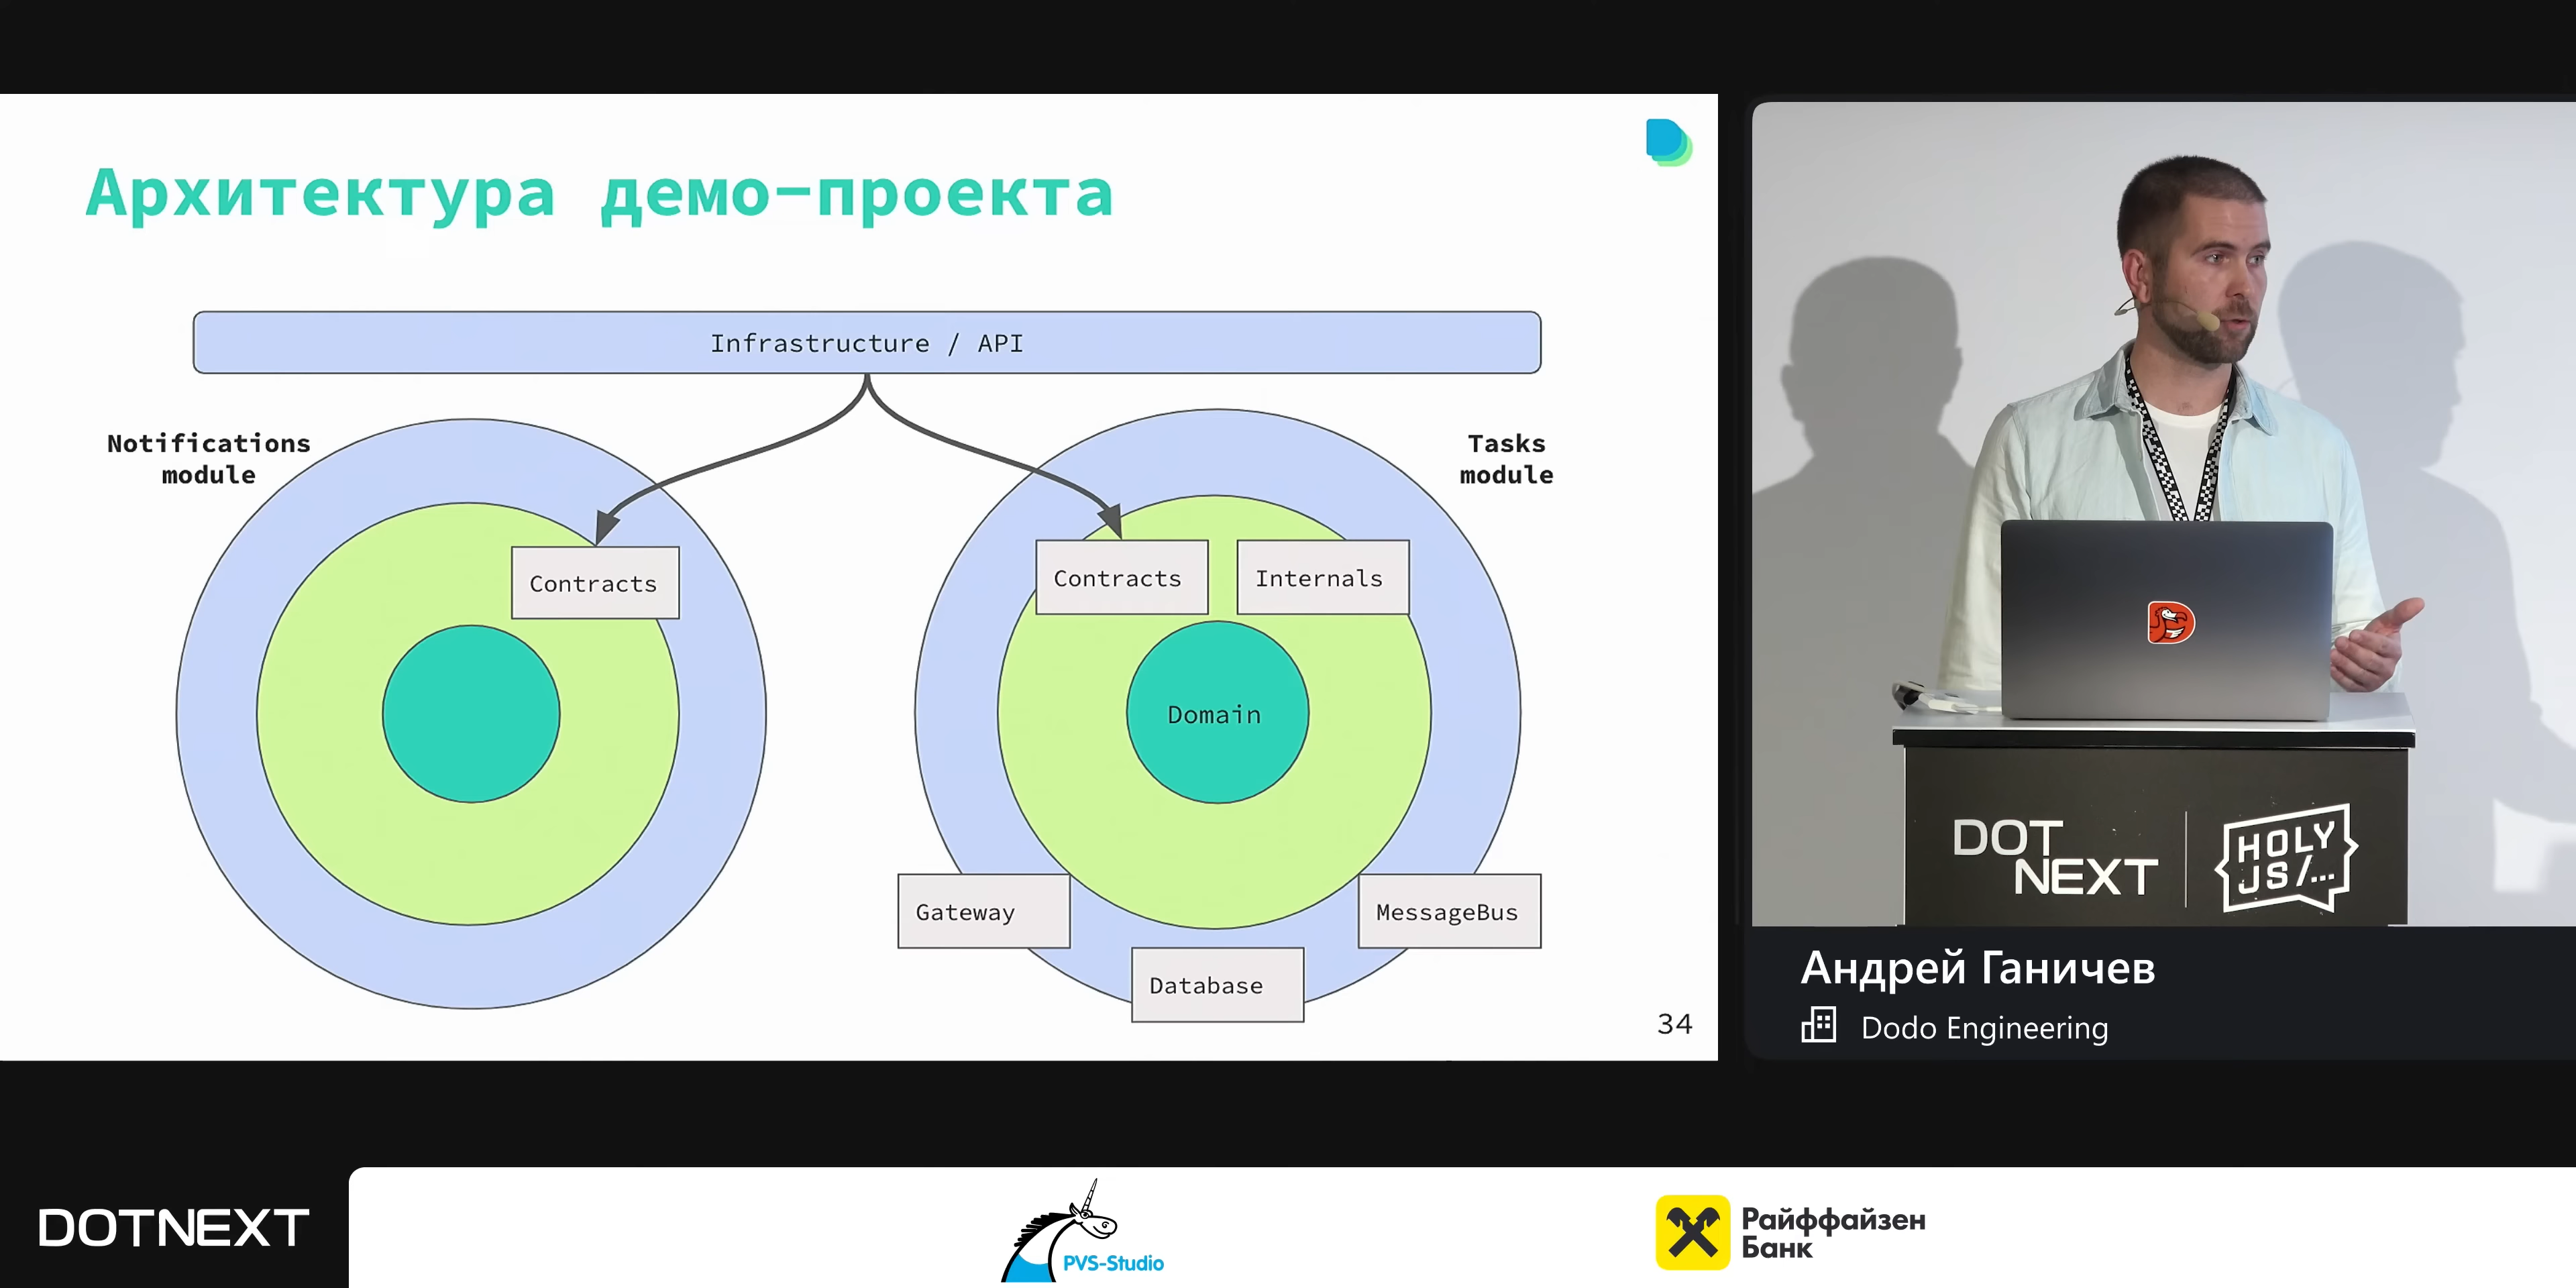 Архитектура демо-проекта
Infrastructure / API
Notifications
module
Tasks
module
Contracts
Contracts
Internals
Domain
Gateway
MessageBus
Database
34
DOT
NEXT
HOLY
JS/...
Андрей Ганичев
Dodo Engineering
DOTNEXT
PVS-Studio
Райффайзен
Банк